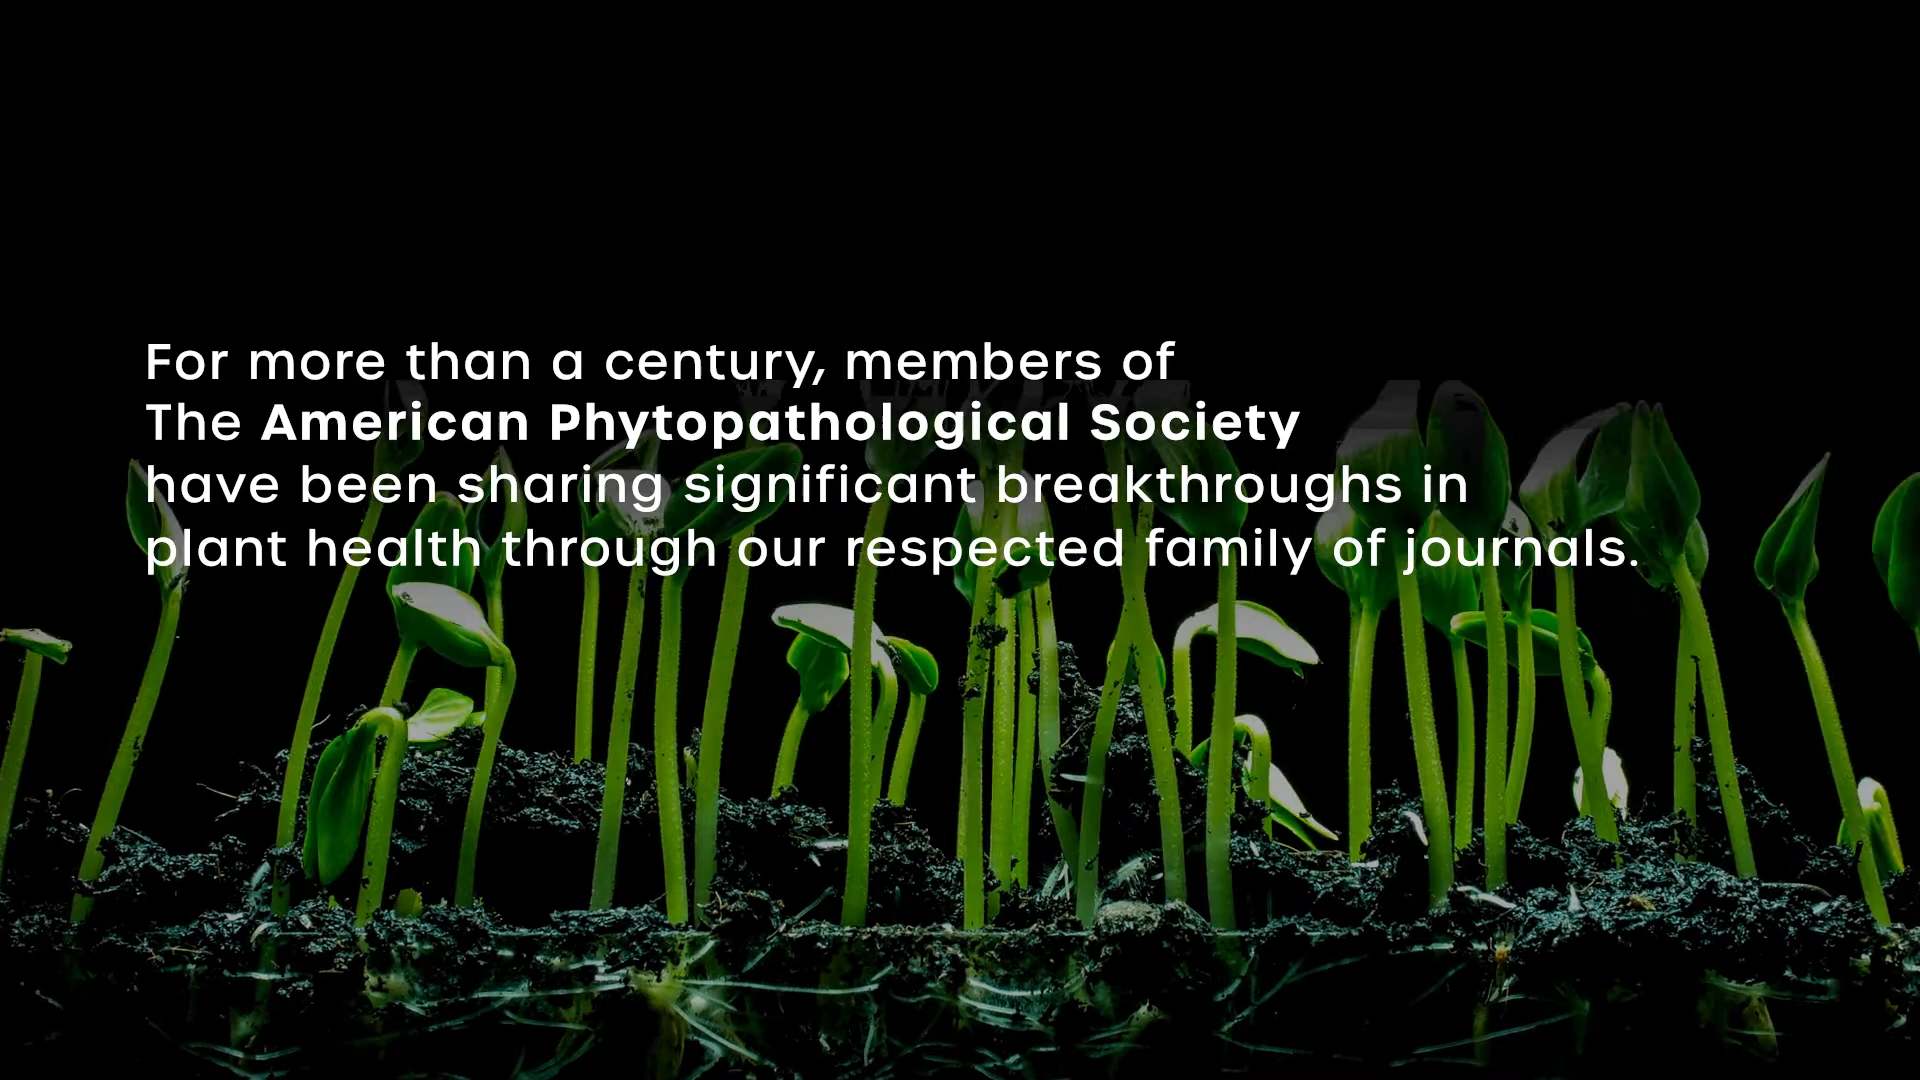 For more than a century, members of
The American Phytopathological Society
have been sharing significant breakthroughs in
plant health through our respected family of journals.